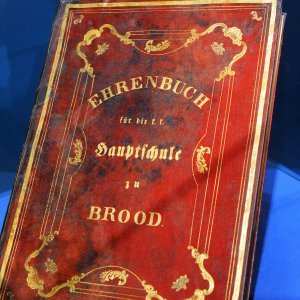 EHRENBUCH
für die k. k.
Hauptschule
zu
BROOD.